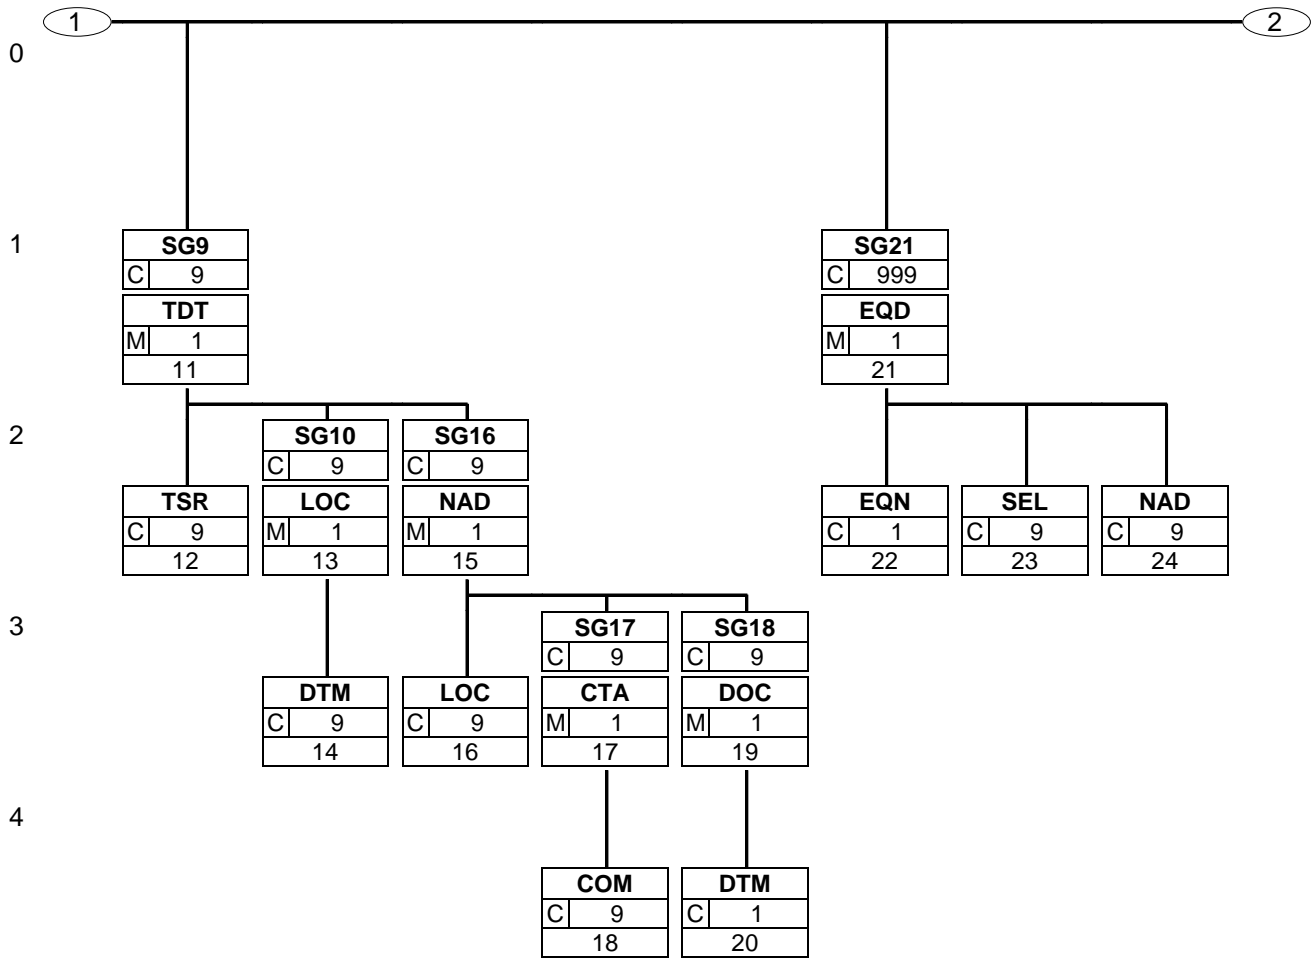 1
2
0
1
SG9
C 9
TDT
M 1
11
SG21
C 999
EQD
M 1
21
2
SG10
C 9
SG16
C 9
TSR
C 9
12
LOC
M 1
13
NAD
M 1
15
EQN
C 1
22
SEL
C 9
23
NAD
C 9
24
3
SG17
C 9
SG18
C 9
DTM
C 9
14
LOC
C 9
16
CTA
M 1
17
DOC
M 1
19
4
COM
C 9
18
DTM
C 1
20